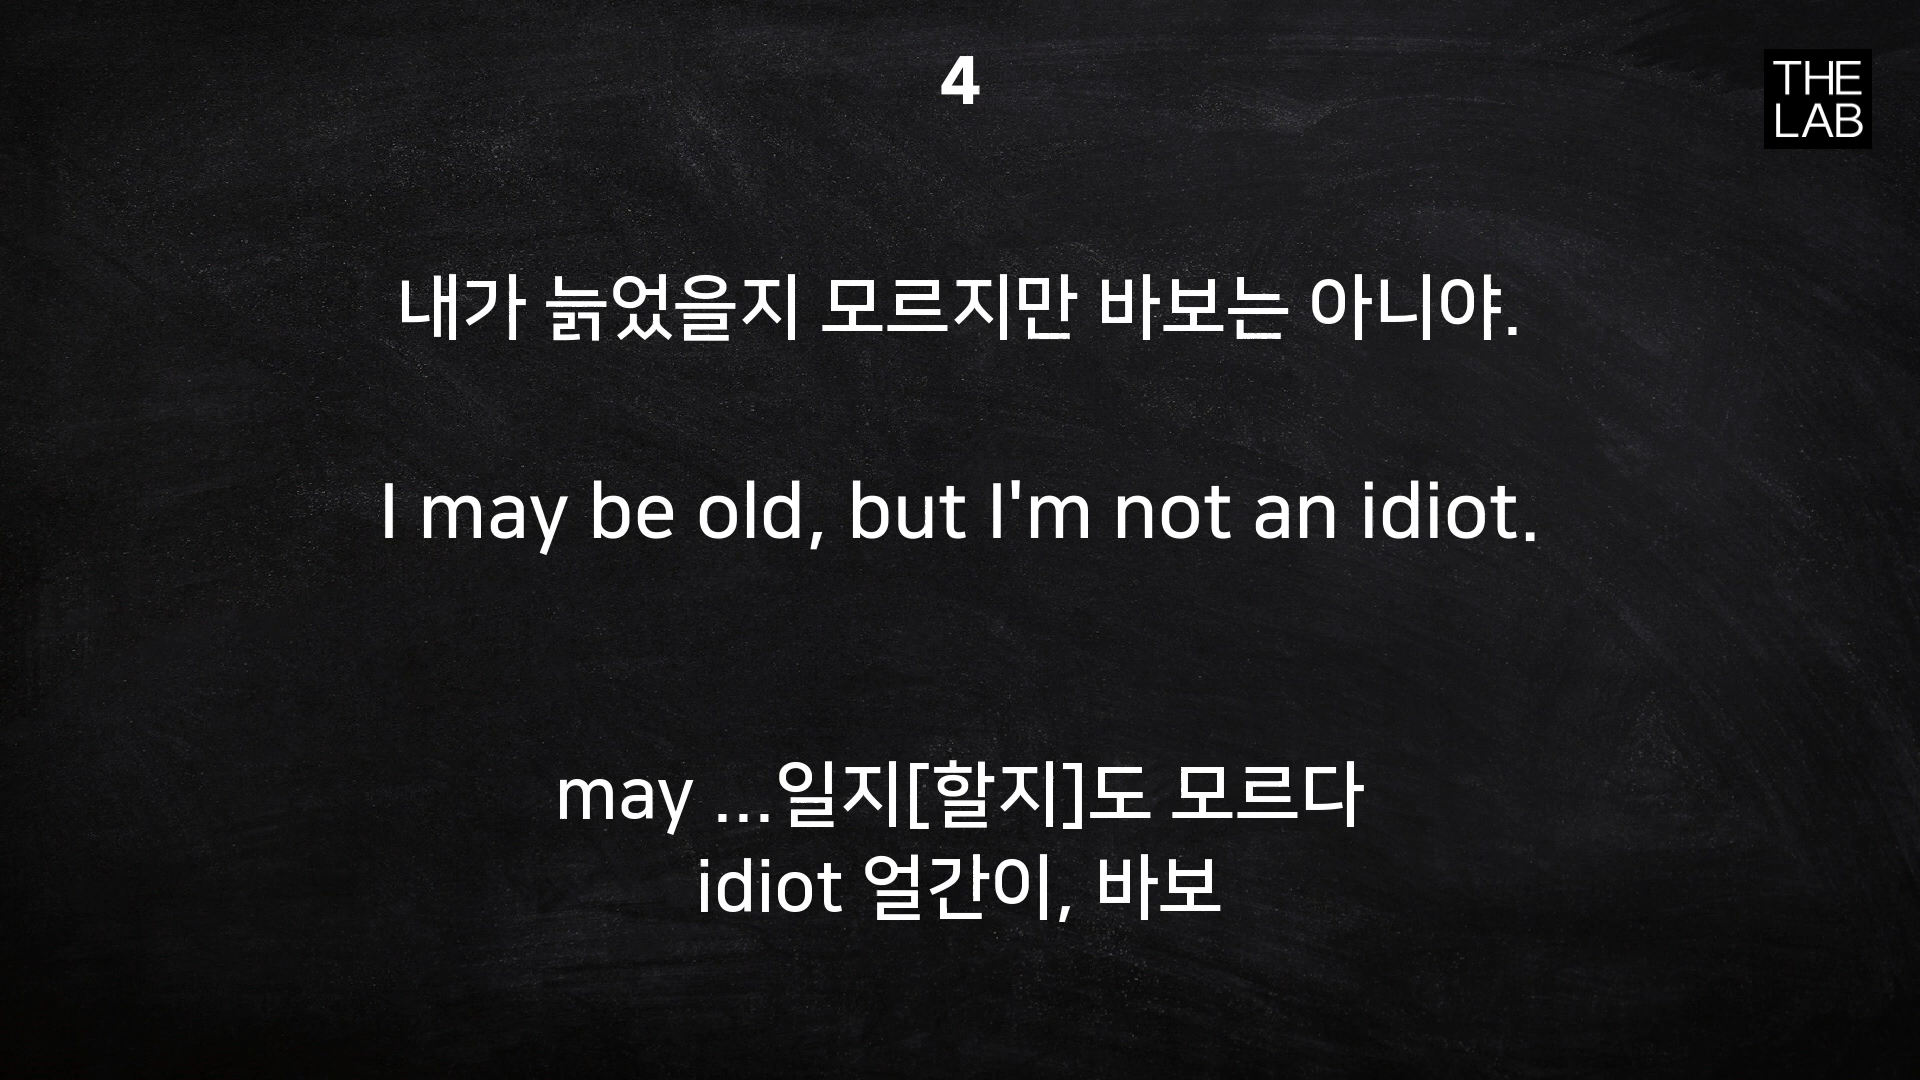 4
THE
LAB
내가 늙었을지 모르지만 바보는 아니야.
I may be old, but I'm not an idiot.
may ...일지[할지]도 모르다
idiot 얼간이, 바보